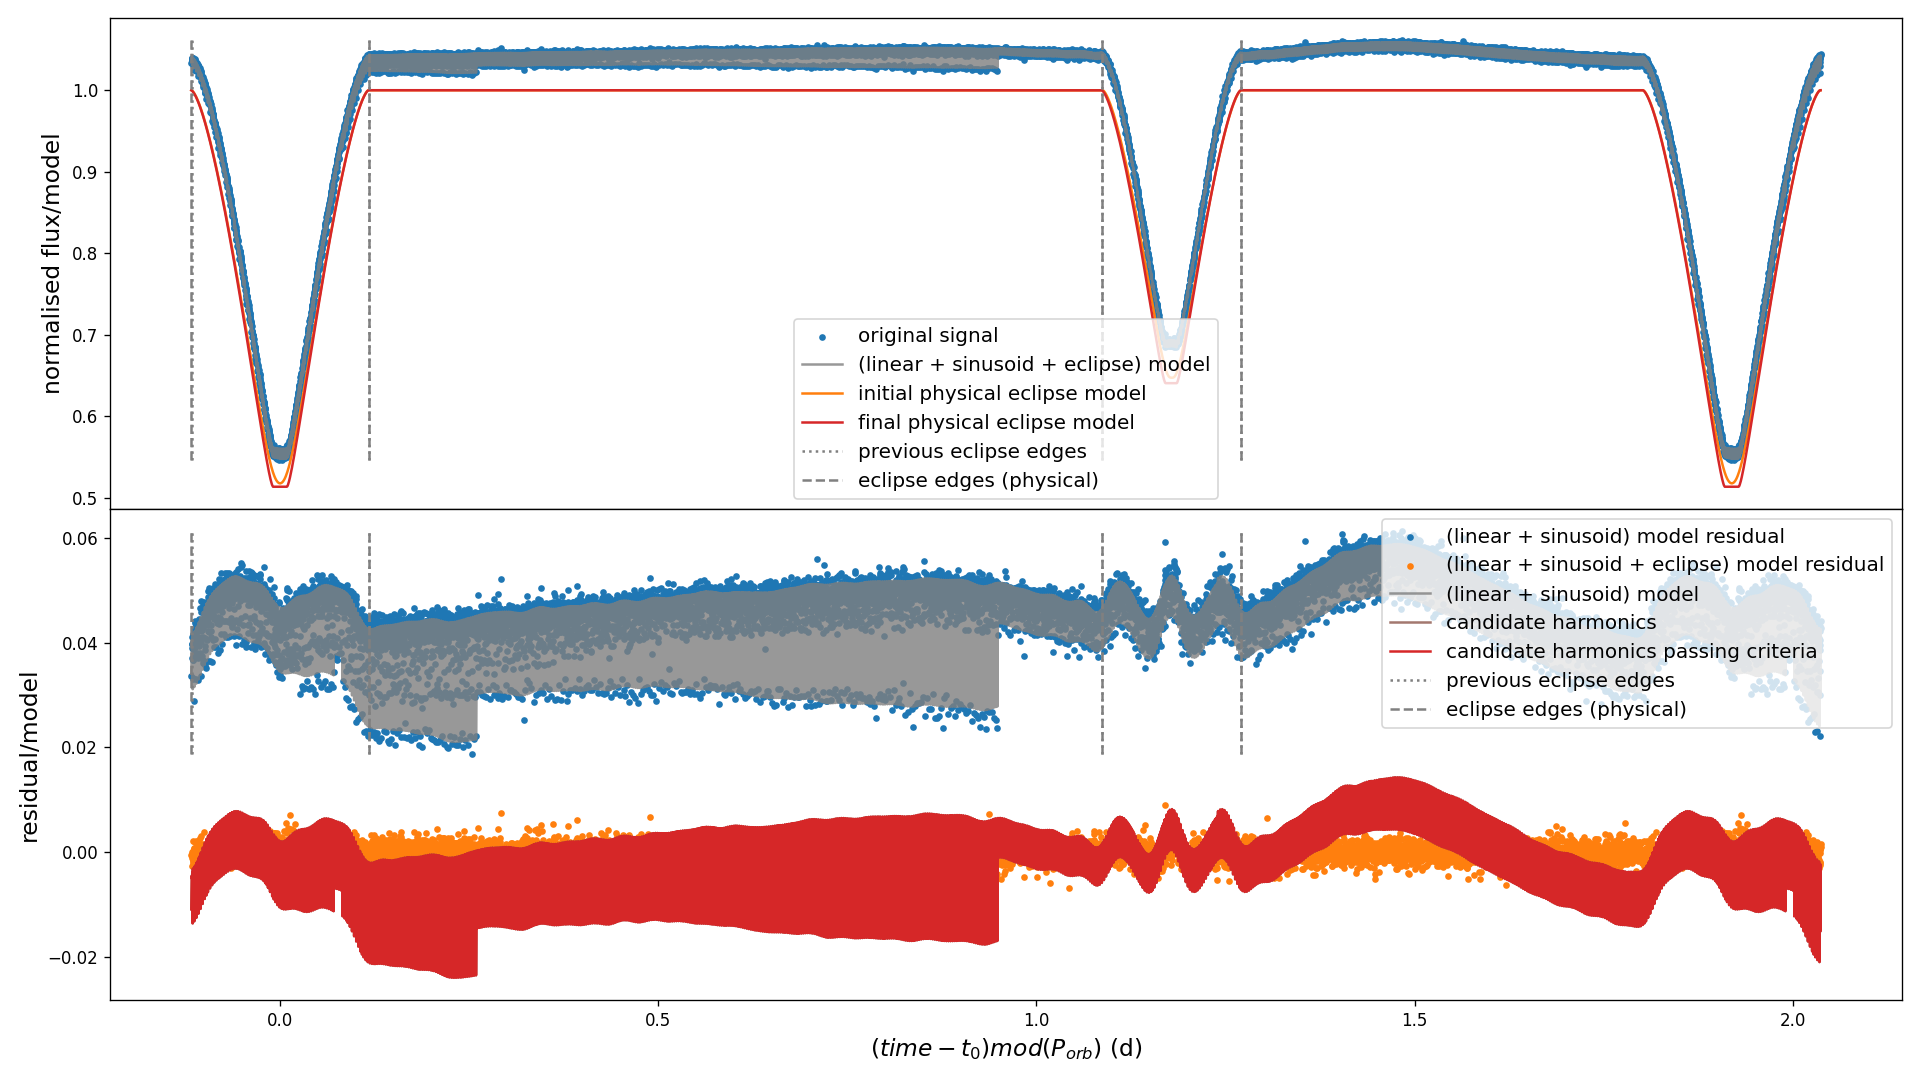 normalised flux/model
1.0
0.9
0.8
0.7
0.6
0.5
original signal
(linear + sinusoid + eclipse) model
initial physical eclipse model
final physical eclipse model
previous eclipse edges
eclipse edges (physical)
residual/model
0.06
0.04
0.02
0.00
−0.02
(linear + sinusoid) model residual
(linear + sinusoid + eclipse) model residual
(linear + sinusoid) model
candidate harmonics
candidate harmonics passing criteria
previous eclipse edges
eclipse edges (physical)
0.0 0.5 1.0 1.5 2.0
(time − t₀)mod(Pₒᵣb) (d)